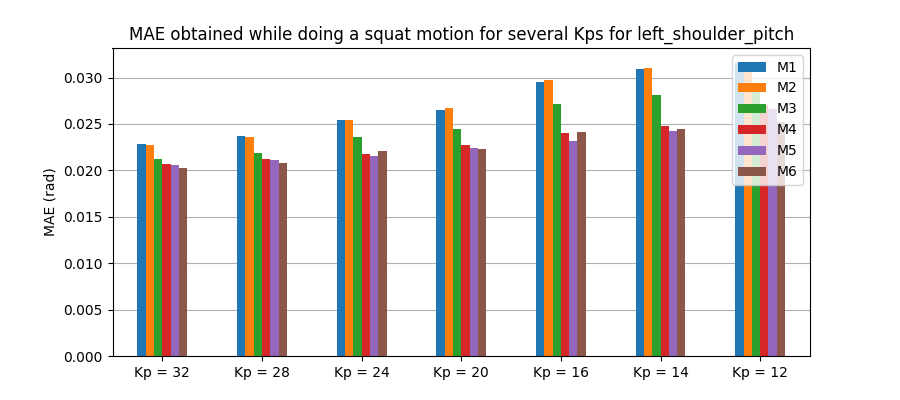 MAE obtained while doing a squat motion for several Kps for left_shoulder_pitch
MAE (rad)
0.030
0.025
0.020
0.015
0.010
0.005
0.000
M1
M2
M3
M4
M5
M6
Kp = 32
Kp = 28
Kp = 24
Kp = 20
Kp = 16
Kp = 14
Kp = 12